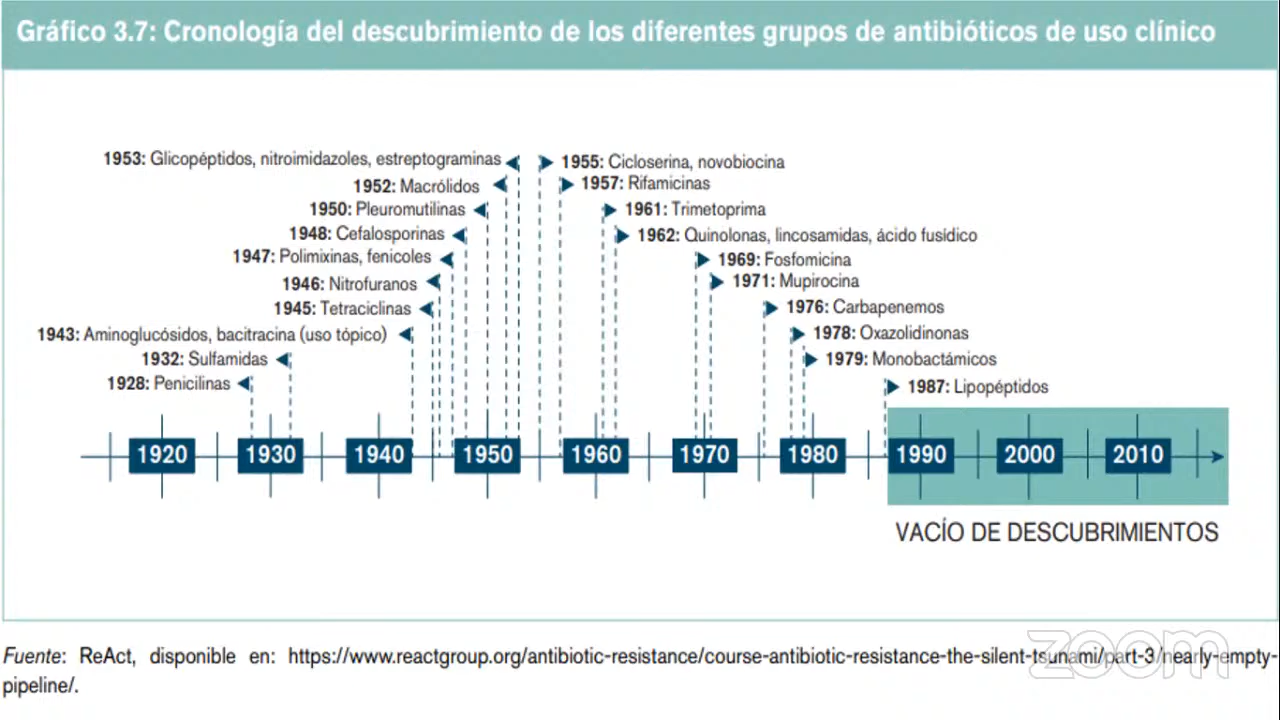 Gráfico 3.7: Cronología del descubrimiento de los diferentes grupos de antibióticos de uso clínico
1953: Glicopéptidos, nitroimidazoles, estreptograminas
1952: Macrólidos
1950: Pleuromutilinas
1948: Cefalosporinas
1947: Polimixinas, fenicoles
1946: Nitrofuranos
1945: Tetraciclinas
1943: Aminoglucósidos, bacitracina (uso tópico)
1932: Sulfamidas
1928: Penicilinas
1955: Cicloserina, novobiocina
1957: Rifamicinas
1961: Trimetoprima
1962: Quinolonas, lincosamidas, ácido fusídico
1969: Fosfomicina
1971: Mupirocina
1976: Carbapenemos
1978: Oxazolidinonas
1979: Monobactámicos
1987: Lipopéptidos
1920 1930 1940 1950 1960 1970 1980 1990 2000 2010
VACÍO DE DESCUBRIMIENTOS
Fuente: ReAct, disponible en: https://www.reactgroup.org/antibiotic-resistance/course-antibiotic-resistance-the-silent-tsunami/part-3/nearly-empty-
pipeline/.
zoom